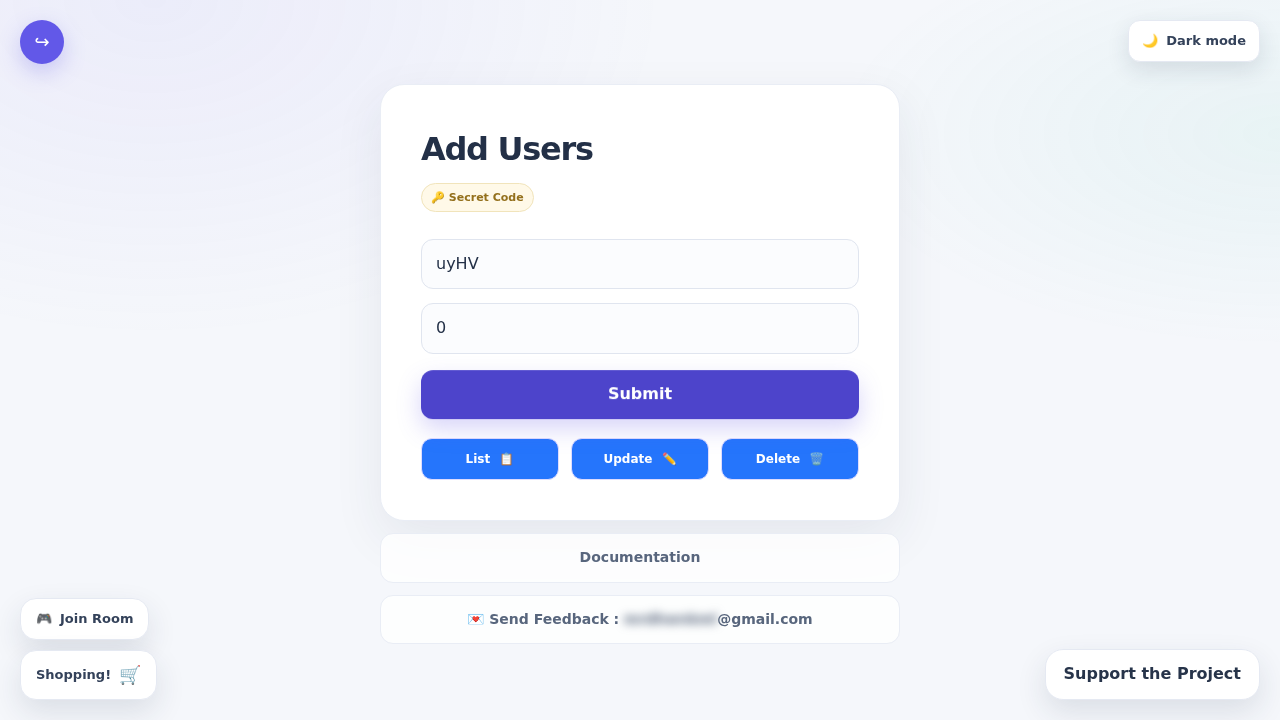 Dark mode
Add Users
Secret Code
uyHV
0
Submit
List
Update
Delete
Documentation
Send Feedback : @gmail.com
Join Room
Shopping!
Support the Project